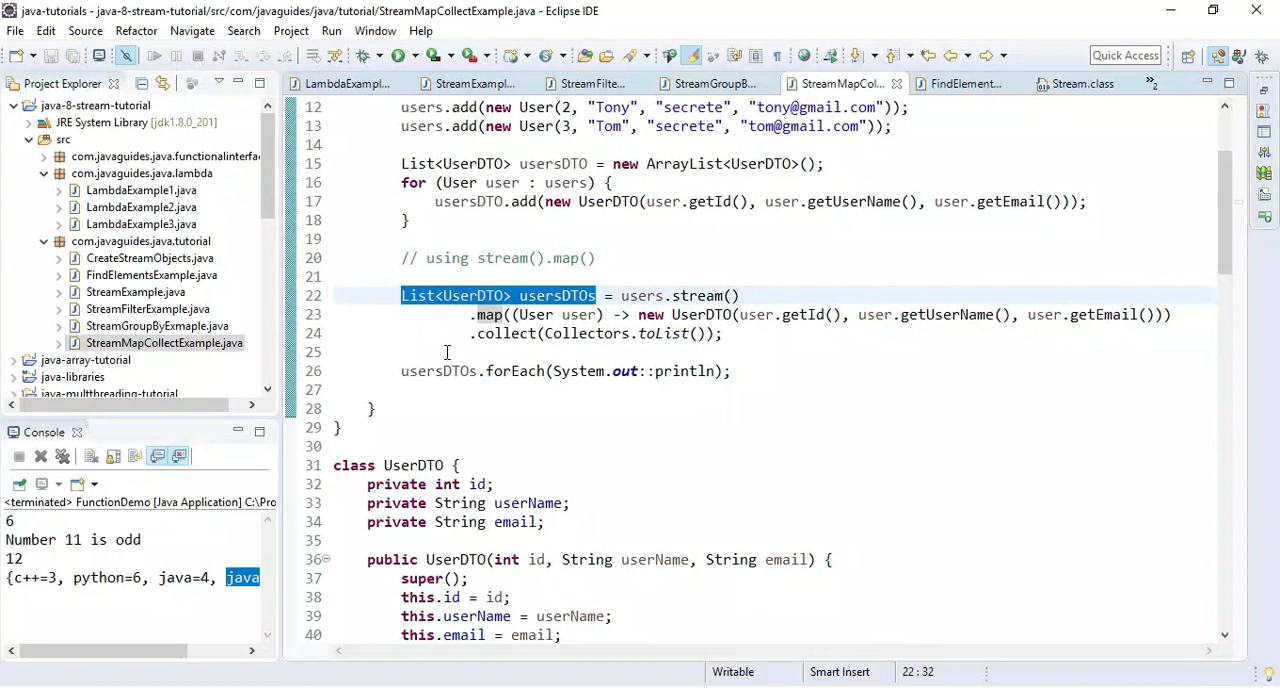 java-tutorials - java-8-stream-tutorial/src/com/javaguides/java/tutorial/StreamMapCollectExample.java - Eclipse IDE
File Edit Source Refactor Navigate Search Project Run Window Help
Quick Access
Project Explorer
LambdaExampl... StreamExampl... StreamFilte... StreamGroupB... StreamMapCol... FindElement... Stream.class »2
java-8-stream-tutorial
JRE System Library [jdk1.8.0_201]
src
com.javaguides.java.functionalinterfa
com.javaguides.java.lambda
LambdaExample1.java
LambdaExample2.java
LambdaExample3.java
com.javaguides.java.tutorial
CreateStreamObjects.java
FindElementsExample.java
StreamExample.java
StreamFilterExample.java
StreamGroupByExmaple.java
StreamMapCollectExample.java
java-array-tutorial
java-libraries
java-multtthreading-tutorial
Console
<terminated> FunctionDemo [Java Application] C:\Pro
6
Number 11 is odd
12
{c++=3, python=6, java=4, java
12 users.add(new User(2, "Tony", "secrete", "tony@gmail.com"));
13 users.add(new User(3, "Tom", "secrete", "tom@gmail.com"));
14
15 List<UserDTO> usersDTO = new ArrayList<UserDTO>();
16 for (User user : users) {
17 usersDTO.add(new UserDTO(user.getId(), user.getUserName(), user.getEmail()));
18 }
19
20 // using stream().map()
21
22 List<UserDTO> usersDTOs = users.stream()
23 .map((User user) -> new UserDTO(user.getId(), user.getUserName(), user.getEmail()))
24 .collect(Collectors.toList());
25
26 usersDTOs.forEach(System.out::println);
27
28 }
29 }
30
31 class UserDTO {
32 private int id;
33 private String userName;
34 private String email;
35
36 public UserDTO(int id, String userName, String email) {
37 super();
38 this.id = id;
39 this.userName = userName;
40 this.email = email;
Writable Smart Insert 22 : 32